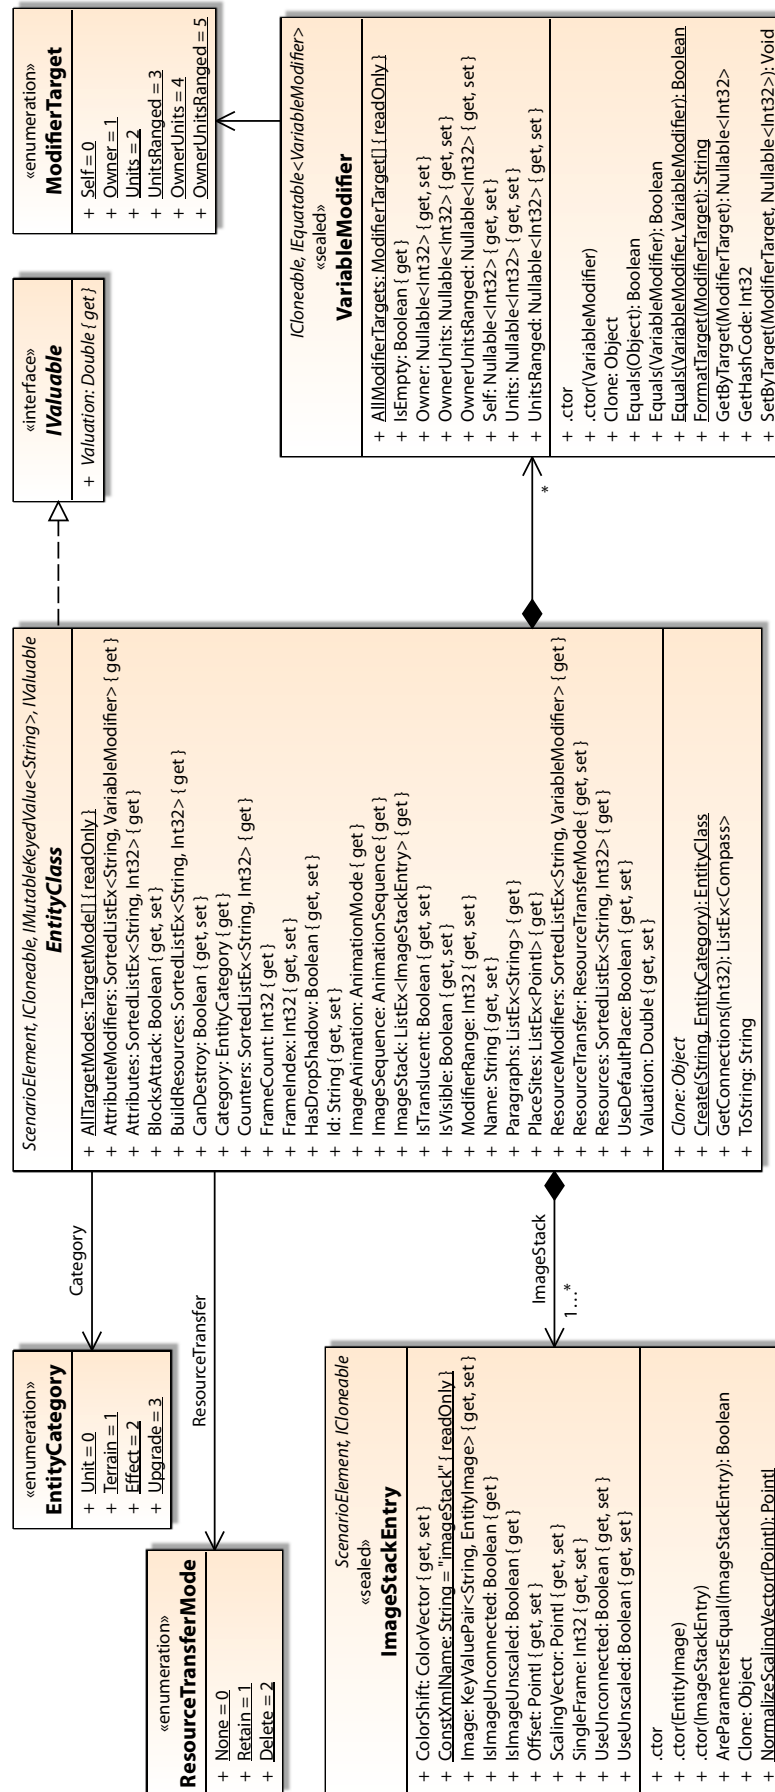 «enumeration»
EntityCategory
+ Unit = 0
+ Terrain = 1
+ Effect = 2
+ Upgrade = 3
«enumeration»
ResourceTransferMode
+ None = 0
+ Retain = 1
+ Delete = 2
ScenarioElement, ICloneable
«sealed»
ImageStackEntry
+ ColorShift: ColorVector { get, set }
+ ConstXmlName: String = "imageStack" { readOnly }
+ Image: KeyValuePair<String, EntityImage> { get, set }
+ IsImageUnconnected: Boolean { get }
+ IsImageUnscaled: Boolean { get }
+ Offset: PointI { get, set }
+ ScalingVector: PointI { get, set }
+ SingleFrame: Int32 { get, set }
+ UseUnconnected: Boolean { get, set }
+ UseUnscaled: Boolean { get, set }
+ .ctor
+ .ctor(EntityImage)
+ .ctor(ImageStackEntry)
+ AreParametersEqual(ImageStackEntry): Boolean
+ Clone: Object
+ NormalizeScalingVector(PointI): PointI
Category
ResourceTransfer
ImageStack
1…*
ScenarioElement, ICloneable, IMutableKeyedValue<String>, IValuable
EntityClass
+ AllTargetModes: TargetMode[] { readOnly }
+ AttributeModifiers: SortedListEx<String, VariableModifier> { get }
+ Attributes: SortedListEx<String, Int32> { get }
+ BlocksAttack: Boolean { get, set }
+ BuildResources: SortedListEx<String, Int32> { get }
+ CanDestroy: Boolean { get, set }
+ Category: EntityCategory { get }
+ Counters: SortedListEx<String, Int32> { get }
+ FrameCount: Int32 { get }
+ FrameIndex: Int32 { get, set }
+ HasDropShadow: Boolean { get, set }
+ Id: String { get, set }
+ ImageAnimation: AnimationMode { get }
+ ImageSequence: AnimationSequence { get }
+ ImageStack: ListEx<ImageStackEntry> { get }
+ IsTranslucent: Boolean { get, set }
+ IsVisible: Boolean { get, set }
+ ModifierRange: Int32 { get, set }
+ Name: String { get, set }
+ Paragraphs: ListEx<String> { get }
+ PlaceSites: ListEx<PointI> { get }
+ ResourceModifiers: SortedListEx<String, VariableModifier> { get }
+ ResourceTransfer: ResourceTransferMode { get, set }
+ Resources: SortedListEx<String, Int32> { get }
+ UseDefaultPlace: Boolean { get, set }
+ Valuation: Double { get, set }
+ Clone: Object
+ Create(String, EntityCategory): EntityClass
+ GetConnections(Int32): ListEx<Compass>
+ ToString: String
*
«interface»
IValuable
+ Valuation: Double { get }
«enumeration»
ModifierTarget
+ Self = 0
+ Owner = 1
+ Units = 2
+ UnitsRanged = 3
+ OwnerUnits = 4
+ OwnerUnitsRanged = 5
ICloneable, IEquatable<VariableModifier>
«sealed»
VariableModifier
+ AllModifierTargets: ModifierTarget[] { readOnly }
+ IsEmpty: Boolean { get }
+ Owner: Nullable<Int32> { get, set }
+ OwnerUnits: Nullable<Int32> { get, set }
+ OwnerUnitsRanged: Nullable<Int32> { get, set }
+ Self: Nullable<Int32> { get, set }
+ Units: Nullable<Int32> { get, set }
+ UnitsRanged: Nullable<Int32> { get, set }
+ .ctor
+ .ctor(VariableModifier)
+ Clone: Object
+ Equals(Object): Boolean
+ Equals(VariableModifier): Boolean
+ Equals(VariableModifier, VariableModifier): Boolean
+ FormatTarget(ModifierTarget): String
+ GetByTarget(ModifierTarget): Nullable<Int32>
+ GetHashCode: Int32
+ SetByTarget(ModifierTarget, Nullable<Int32>): Void